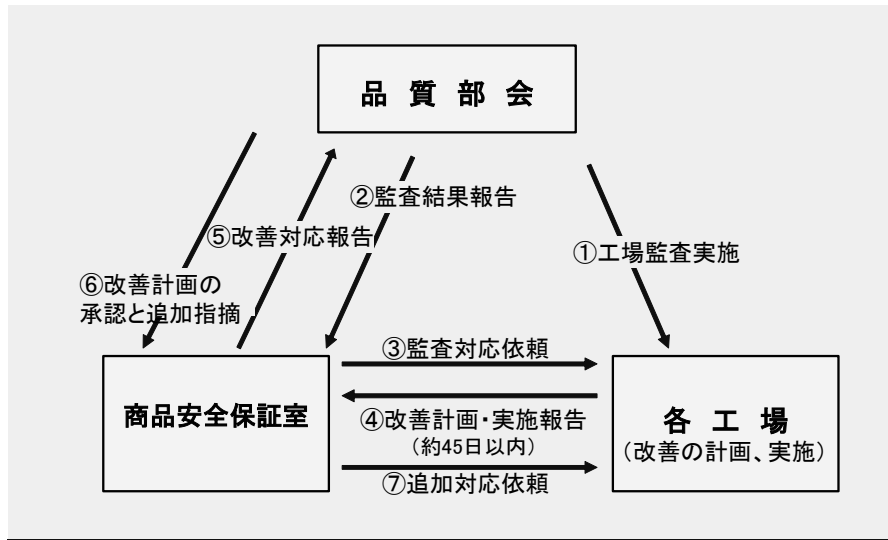 品 質 部 会
②監査結果報告
⑤改善対応報告
①工場監査実施
⑥改善計画の
承認と追加指摘
③監査対応依頼
商品安全保証室
④改善計画・実施報告
(約45日以内)
各 工 場
(改善の計画、実施)
⑦追加対応依頼